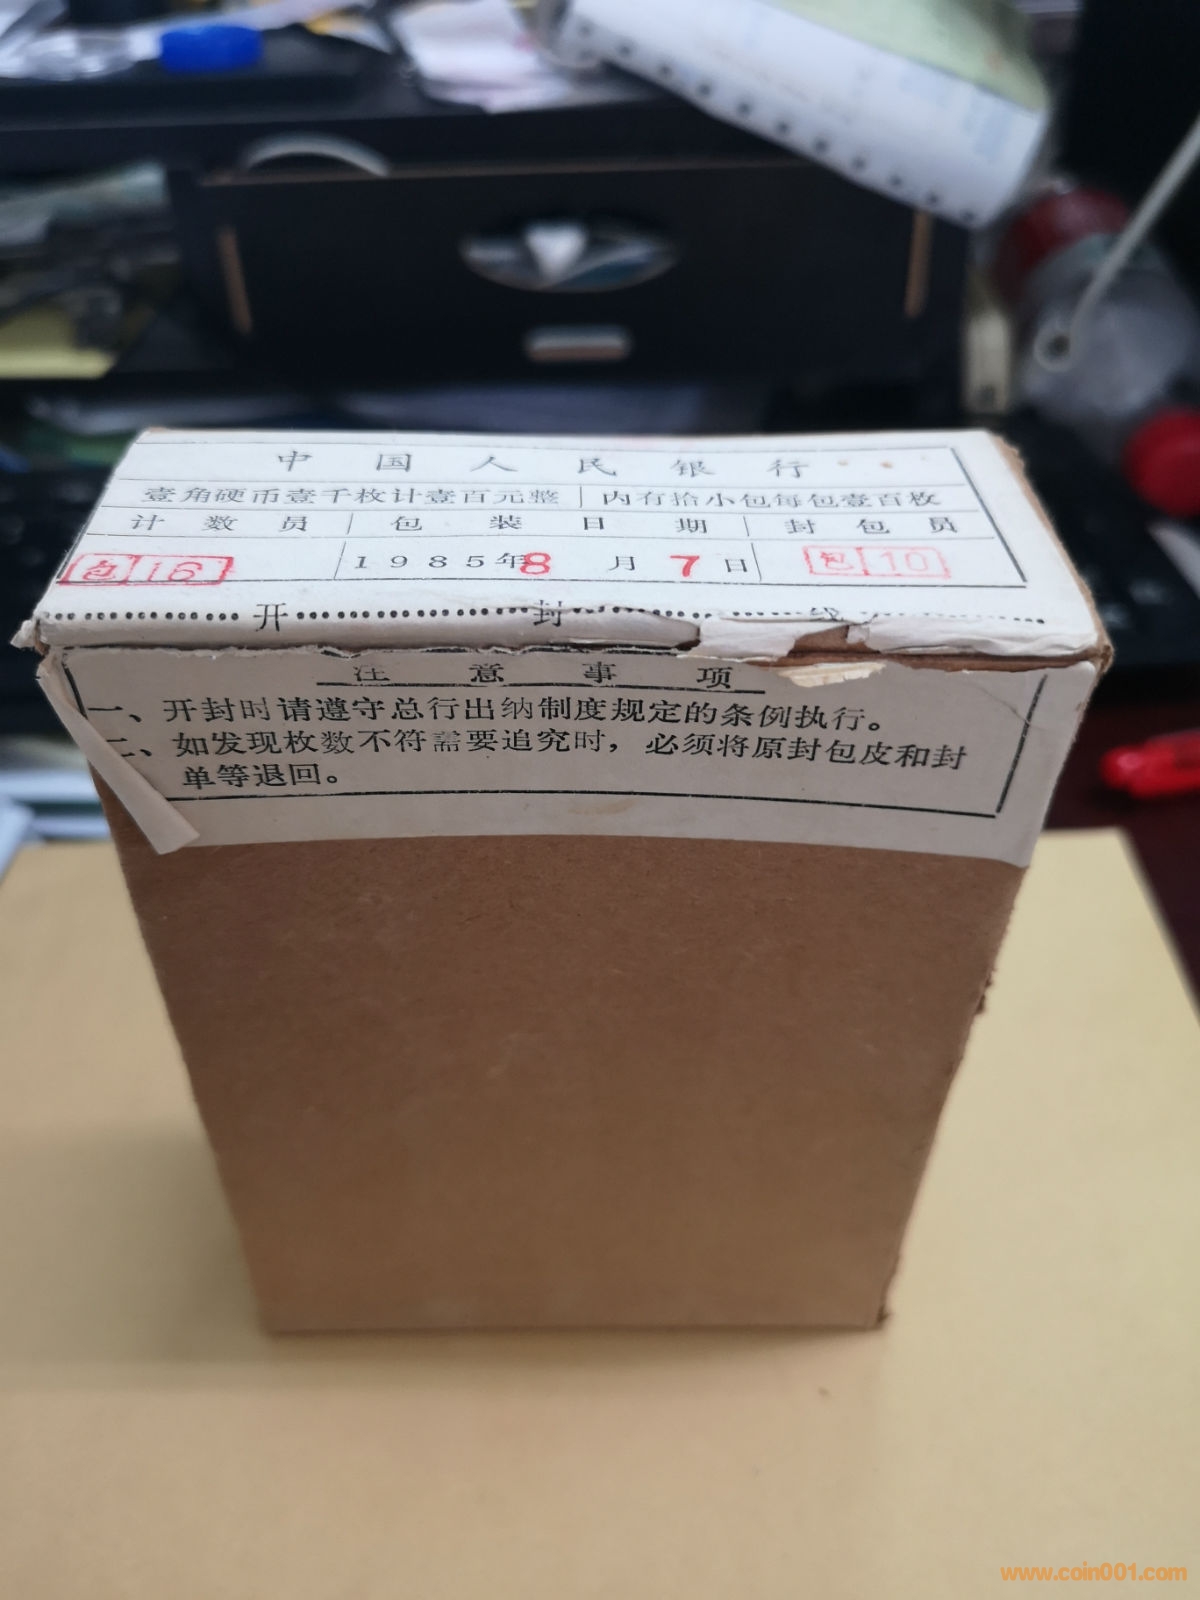 中国人民银行
壹角硬币壹千枚计壹百元整 内有拾小包每包壹百枚
计数员 包装日期 封包员
包 16 1985年8月7日 包 10
开封线
注意事项
一、开封时请遵守总行出纳制度规定的条例执行。
二、如发现枚数不符需要追究时，必须将原封包皮和封
单等退回。
www.coin001.com